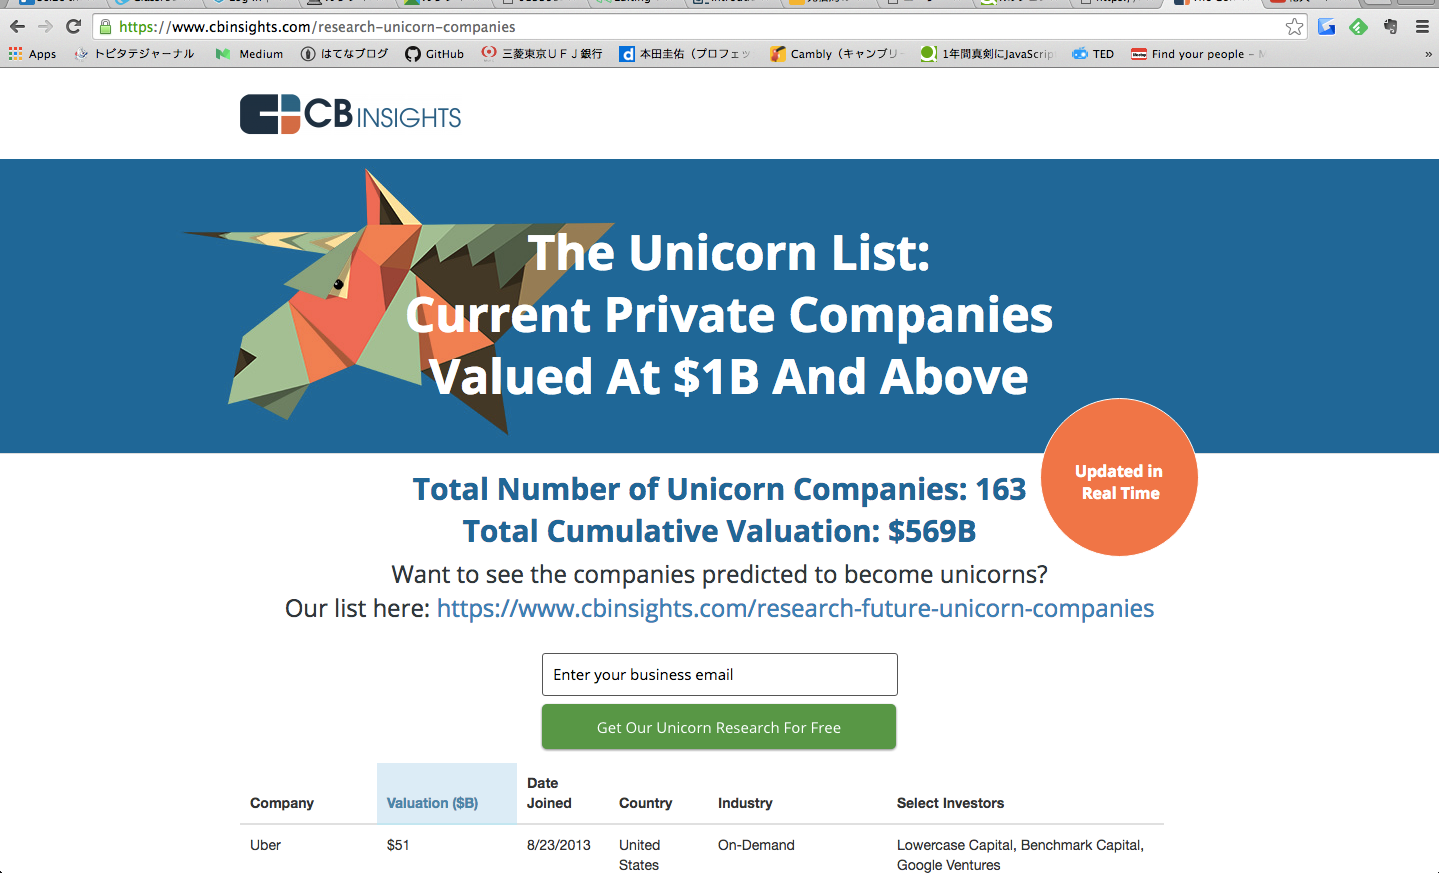 https://www.cbinsights.com/research-unicorn-companies
Apps トビタテジャーナル Medium はてなブログ GitHub 三菱東京ＵＦＪ銀行 本田圭佑（プロフェッ Cambly（キャンブリー 1年間真剣にJavaScrip TED Find your people – »
CB INSIGHTS
The Unicorn List:
Current Private Companies
Valued At $1B And Above
Updated in
Real Time
Total Number of Unicorn Companies: 163
Total Cumulative Valuation: $569B
Want to see the companies predicted to become unicorns?
Our list here: https://www.cbinsights.com/research-future-unicorn-companies
Enter your business email
Get Our Unicorn Research For Free
Company Valuation ($B) Date Joined Country Industry Select Investors
Uber $51 8/23/2013 United States On-Demand Lowercase Capital, Benchmark Capital, Google Ventures